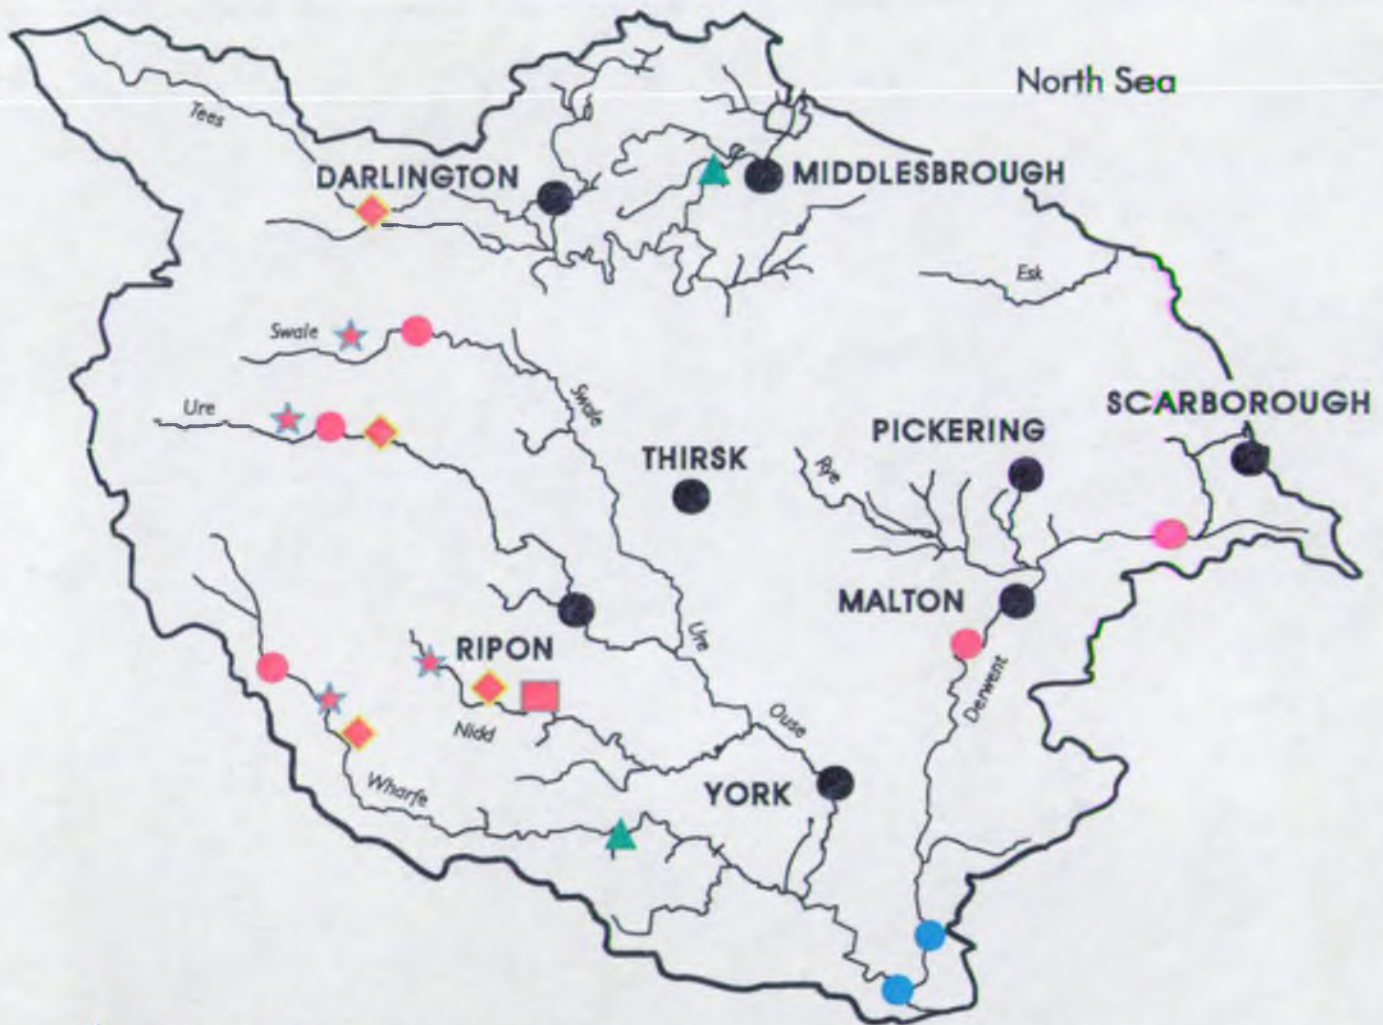 North Sea
Tees
DARLINGTON
MIDDLESBROUGH
Esk
Swale
Swale
Ure
SCARBOROUGH
PICKERING
THIRSK
Rye
MALTON
Ure
RIPON
Derwent
Nidd
Ouse
Wharfe
YORK